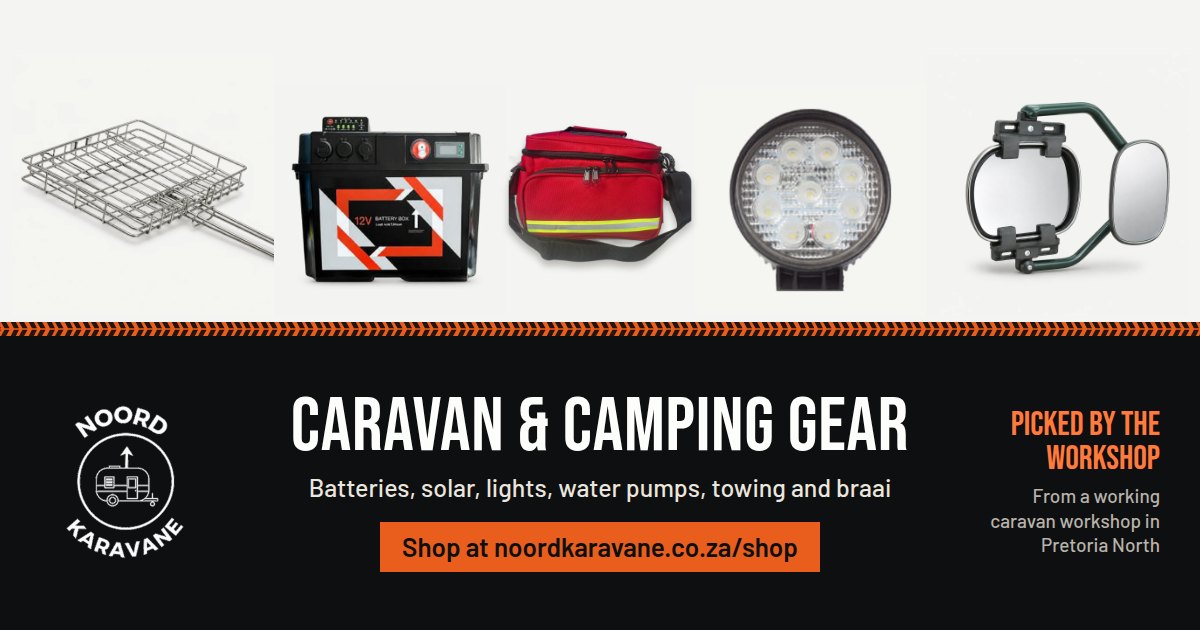 12V BATTERY BOX
NOORD
KARAVANE
CARAVAN & CAMPING GEAR
Batteries, solar, lights, water pumps, towing and braai
Shop at noordkaravane.co.za/shop
PICKED BY THE
WORKSHOP
From a working
caravan workshop in
Pretoria North